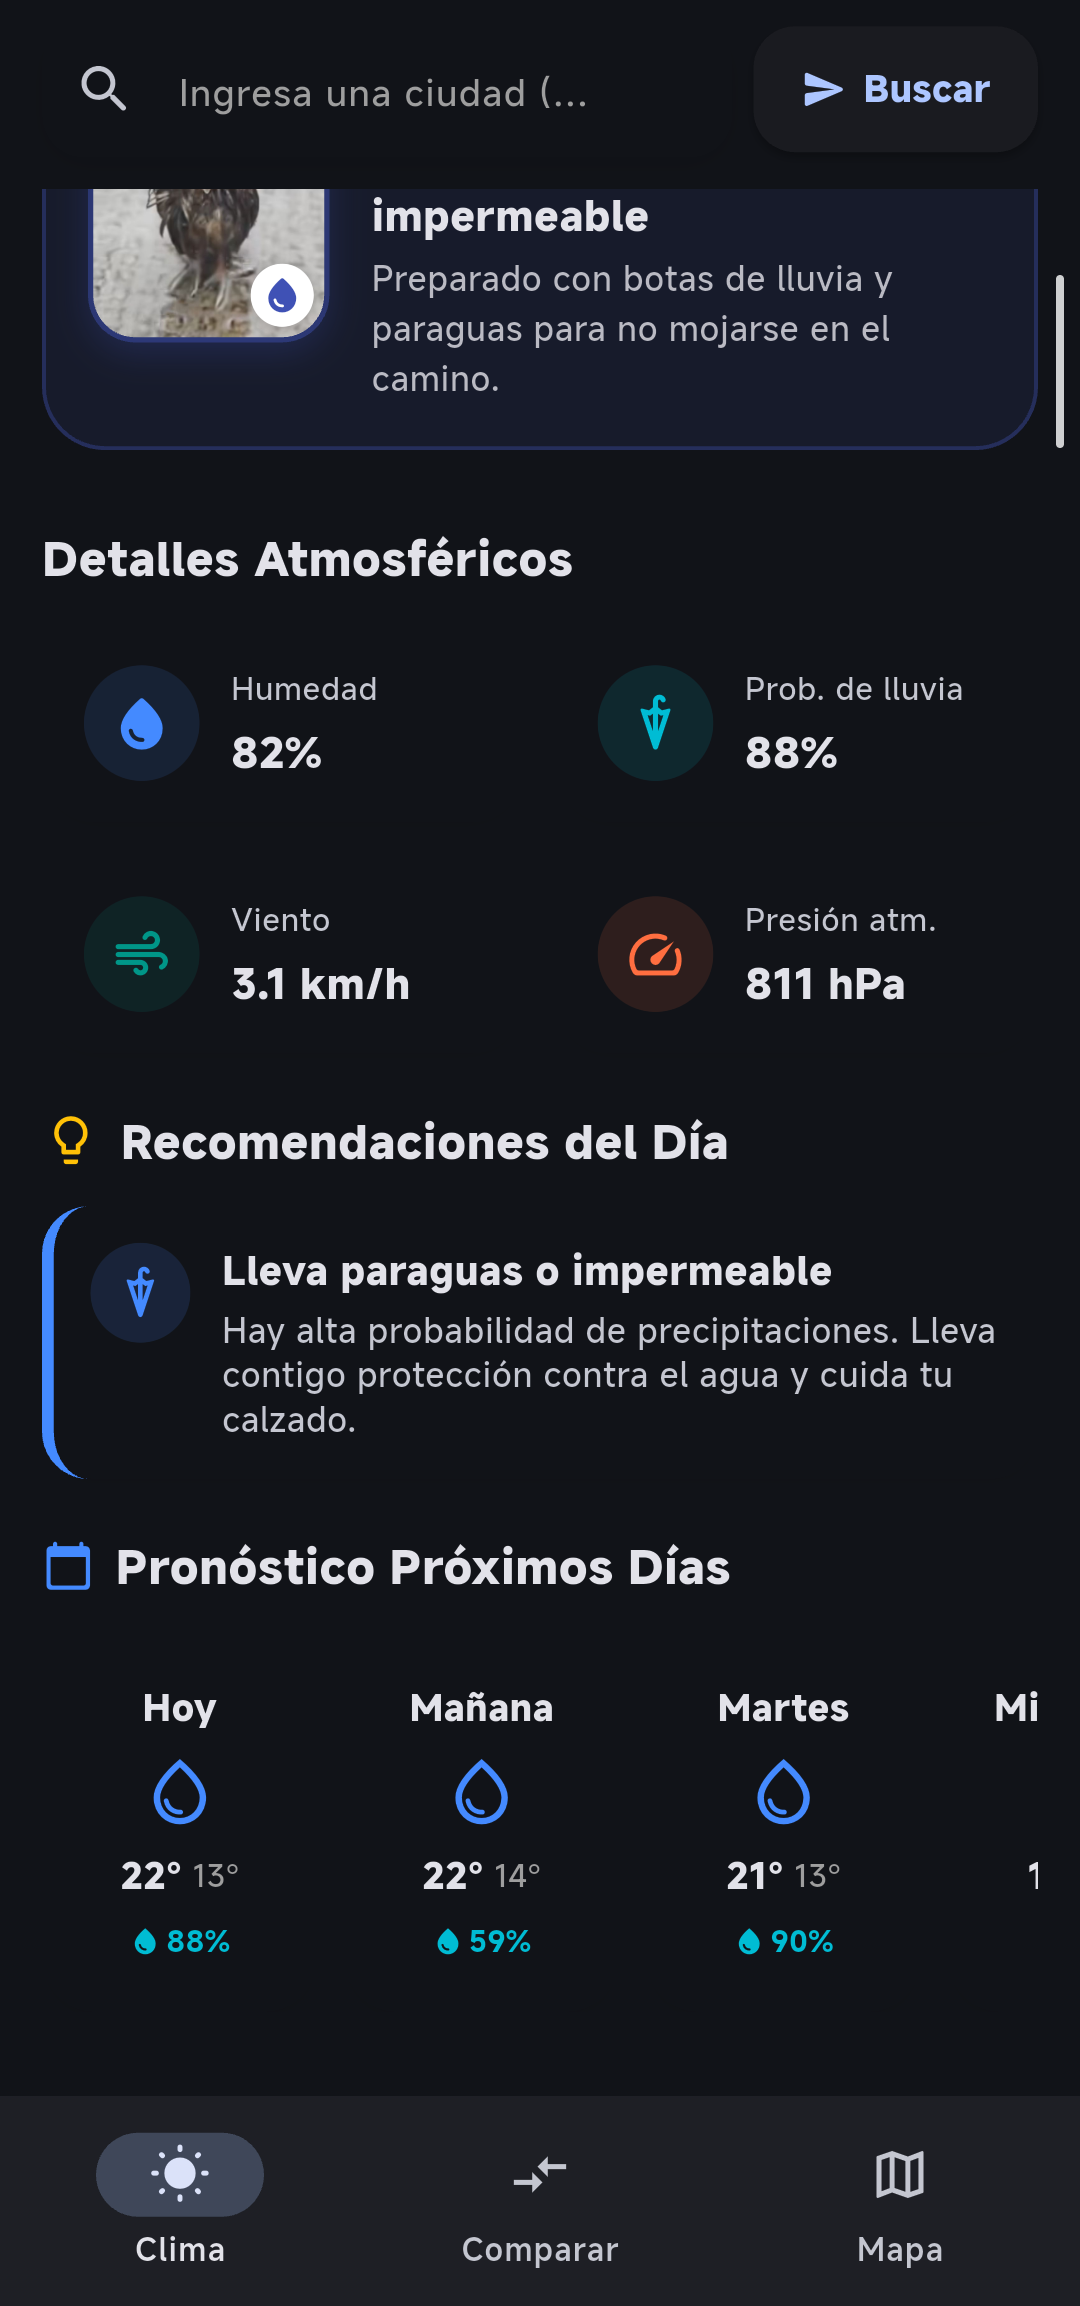 Ingresa una ciudad (...
Buscar
impermeable
Preparado con botas de lluvia y
paraguas para no mojarse en el
camino.
Detalles Atmosféricos
Humedad
82%
Prob. de lluvia
88%
Viento
3.1 km/h
Presión atm.
811 hPa
Recomendaciones del Día
Lleva paraguas o impermeable
Hay alta probabilidad de precipitaciones. Lleva
contigo protección contra el agua y cuida tu
calzado.
Pronóstico Próximos Días
Hoy
22° 13°
88%
Mañana
22° 14°
59%
Martes
21° 13°
90%
Mi
1
Clima
Comparar
Mapa